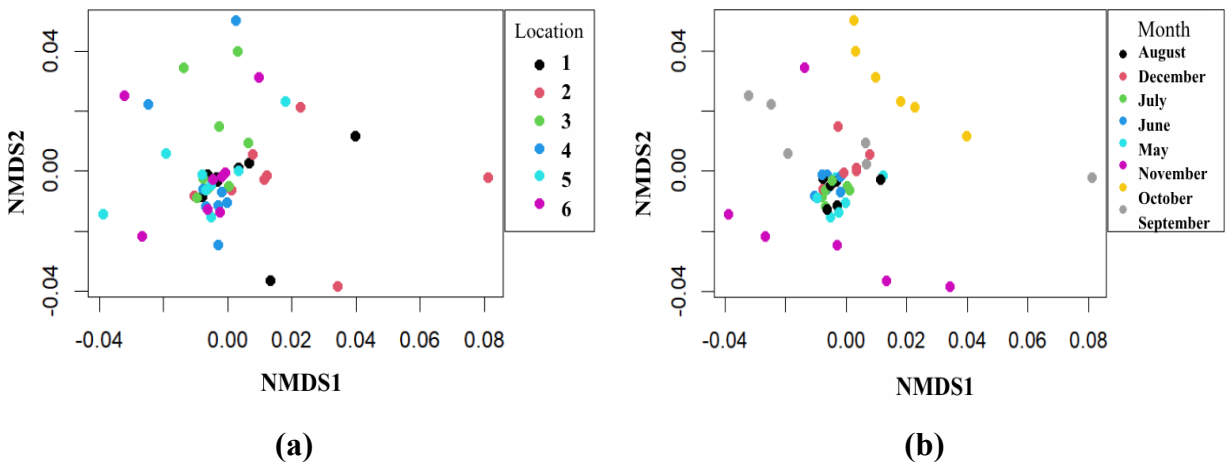 Location
1
2
3
4
5
6
NMDS2
0.04
0.00
-0.04
-0.04
0.00
0.02
0.04
0.06
0.08
NMDS1
(a)
Month
August
December
July
June
May
November
October
September
NMDS2
0.04
0.00
-0.04
-0.04
0.00
0.02
0.04
0.06
0.08
NMDS1
(b)